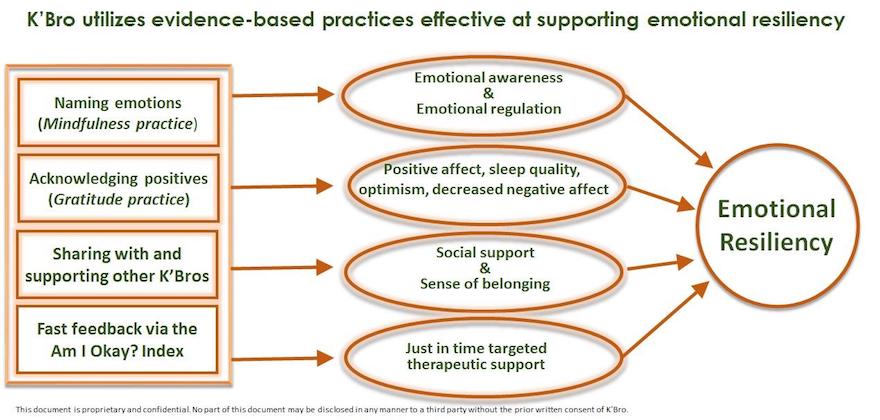 K'Bro utilizes evidence-based practices effective at supporting emotional resiliency
Naming emotions
(Mindfulness practice)
Emotional awareness
&
Emotional regulation
Acknowledging positives
(Gratitude practice)
Positive affect, sleep quality,
optimism, decreased negative affect
Sharing with and
supporting other K'Bros
Social support
&
Sense of belonging
Fast feedback via the
Am I Okay? Index
Just in time targeted
therapeutic support
Emotional
Resiliency
This document is proprietary and confidential. No part of this document may be disclosed in any manner to a third party without the prior written consent of K'Bro.